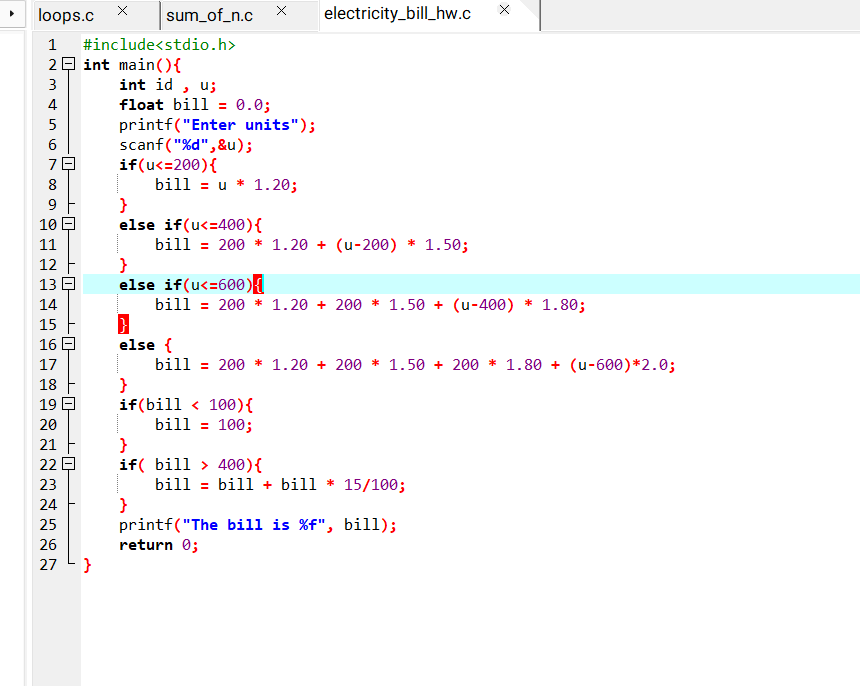 loops.c sum_of_n.c electricity_bill_hw.c
1 #include<stdio.h>
2 int main(){
3 int id , u;
4 float bill = 0.0;
5 printf("Enter units");
6 scanf("%d",&u);
7 if(u<=200){
8 bill = u * 1.20;
9 }
10 else if(u<=400){
11 bill = 200 * 1.20 + (u-200) * 1.50;
12 }
13 else if(u<=600){
14 bill = 200 * 1.20 + 200 * 1.50 + (u-400) * 1.80;
15 }
16 else {
17 bill = 200 * 1.20 + 200 * 1.50 + 200 * 1.80 + (u-600)*2.0;
18 }
19 if(bill < 100){
20 bill = 100;
21 }
22 if( bill > 400){
23 bill = bill + bill * 15/100;
24 }
25 printf("The bill is %f", bill);
26 return 0;
27 }